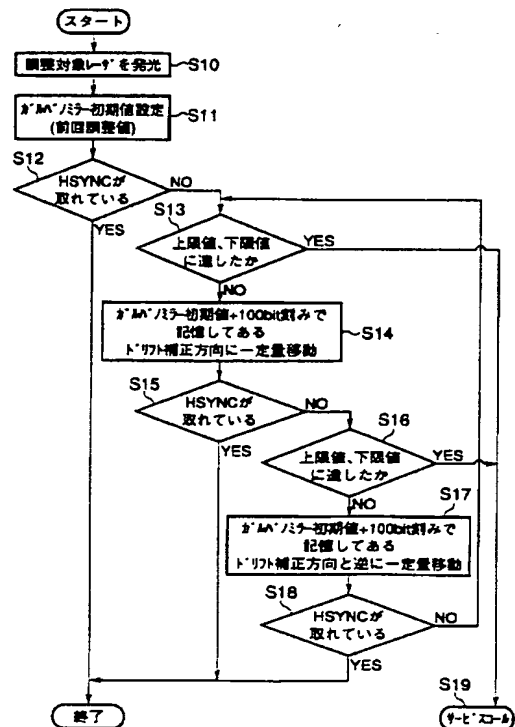 スタート
調整対象レーザを発光
S10
ガルバノミラー初期値設定
(前回調整値)
S11
S12
HSYNCが
取れている
NO
YES
S13
上限値、下限値
に達したか
YES
NO
ガルバノミラー初期値+100bit刻みで
記憶してある
ドリフト補正方向に一定量移動
S14
S15
HSYNCが
取れている
NO
YES
S16
上限値、下限値
に達したか
YES
NO
S17
ガルバノミラー初期値+100bit刻みで
記憶してある
ドリフト補正方向と逆に一定量移動
S18
HSYNCが
取れている
NO
YES
終了
S19
サービスコール